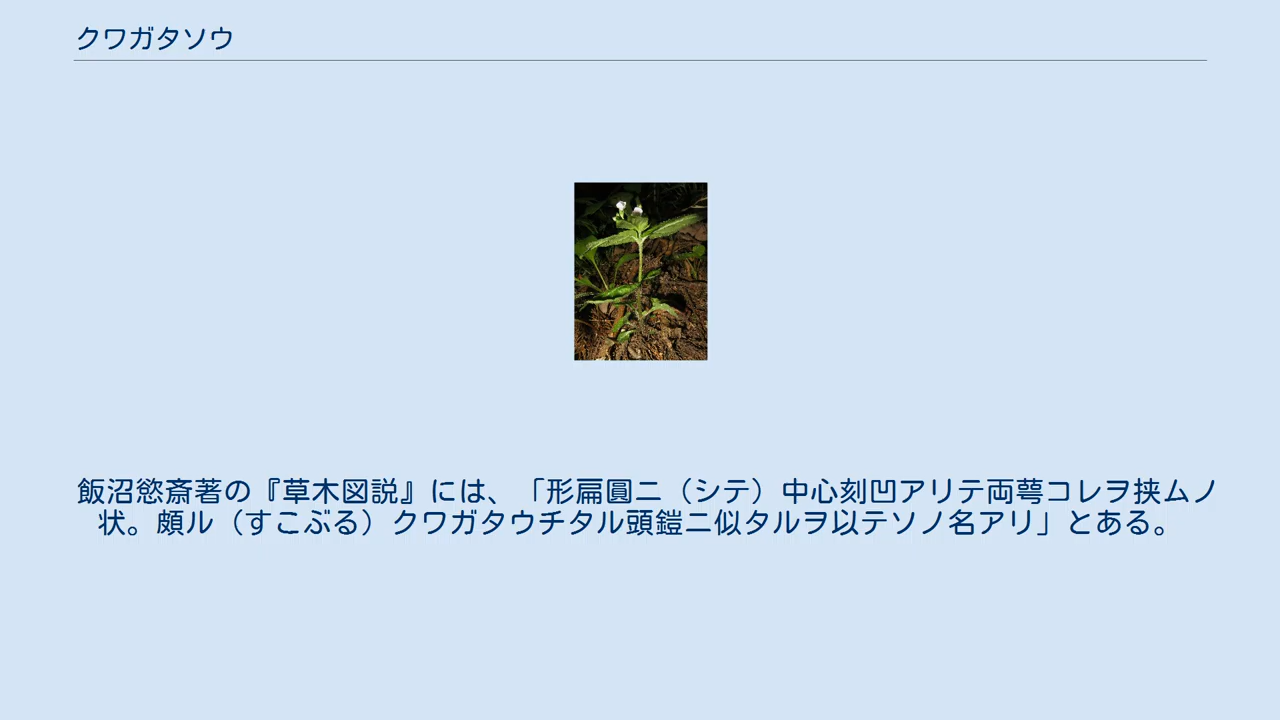 クワガタソウ
飯沼慾斎著の『草木図説』には、「形扁圓ニ（シテ）中心刻凹アリテ両萼コレヲ挟ムノ
状。頗ル（すこぶる）クワガタウチタル頭鎧ニ似タルヲ以テソノ名アリ」とある。